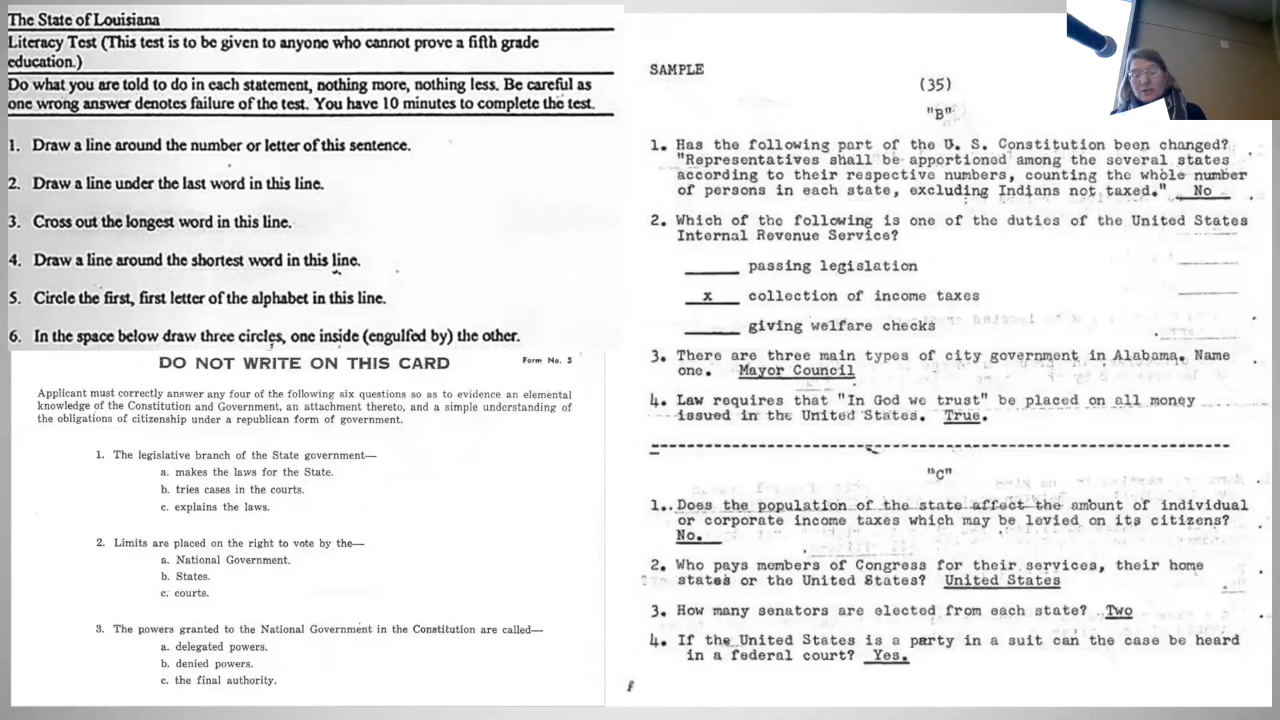 The State of Louisiana
Literacy Test (This test is to be given to anyone who cannot prove a fifth grade
education.)
Do what you are told to do in each statement, nothing more, nothing less. Be careful as
one wrong answer denotes failure of the test. You have 10 minutes to complete the test.
1. Draw a line around the number or letter of this sentence.
2. Draw a line under the last word in this line.
3. Cross out the longest word in this line.
4. Draw a line around the shortest word in this line.
5. Circle the first, first letter of the alphabet in this line.
6. In the space below draw three circles, one inside (engulfed by) the other.
DO NOT WRITE ON THIS CARD
Form No. 5
Applicant must correctly answer any four of the following six questions so as to evidence an elemental
knowledge of the Constitution and Government, an attachment thereto, and a simple understanding of
the obligations of citizenship under a republican form of government.
1. The legislative branch of the State government—
a. makes the laws for the State.
b. tries cases in the courts.
c. explains the laws.
2. Limits are placed on the right to vote by the—
a. National Government.
b. States.
c. courts.
3. The powers granted to the National Government in the Constitution are called—
a. delegated powers.
b. denied powers.
c. the final authority.
SAMPLE
(35)
"B"
1. Has the following part of the U. S. Constitution been changed?
"Representatives shall be apportioned among the several states
according to their respective numbers, counting the whole number
of persons in each state, excluding Indians not taxed." No
2. Which of the following is one of the duties of the United States
Internal Revenue Service?
passing legislation
x collection of income taxes
giving welfare checks
3. There are three main types of city government in Alabama. Name
one. Mayor Council
4. Law requires that "In God we trust" be placed on all money
issued in the United States. True.
"C"
1. Does the population of the state affect the amount of individual
or corporate income taxes which may be levied on its citizens?
No.
2. Who pays members of Congress for their services, their home
states or the United States? United States
3. How many senators are elected from each state? Two
4. If the United States is a party in a suit can the case be heard
in a federal court? Yes.